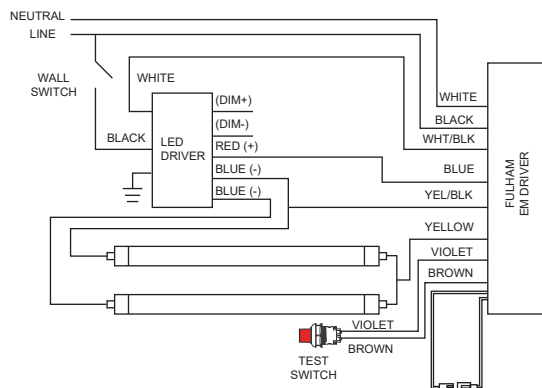 NEUTRAL
LINE
WALL
SWITCH
WHITE
BLACK
LED
DRIVER
(DIM+)
(DIM-)
RED (+)
BLUE (-)
BLUE (-)
WHITE
BLACK
WHT/BLK
BLUE
YEL/BLK
YELLOW
VIOLET
BROWN
FULHAM
EM DRIVER
VIOLET
BROWN
TEST
SWITCH